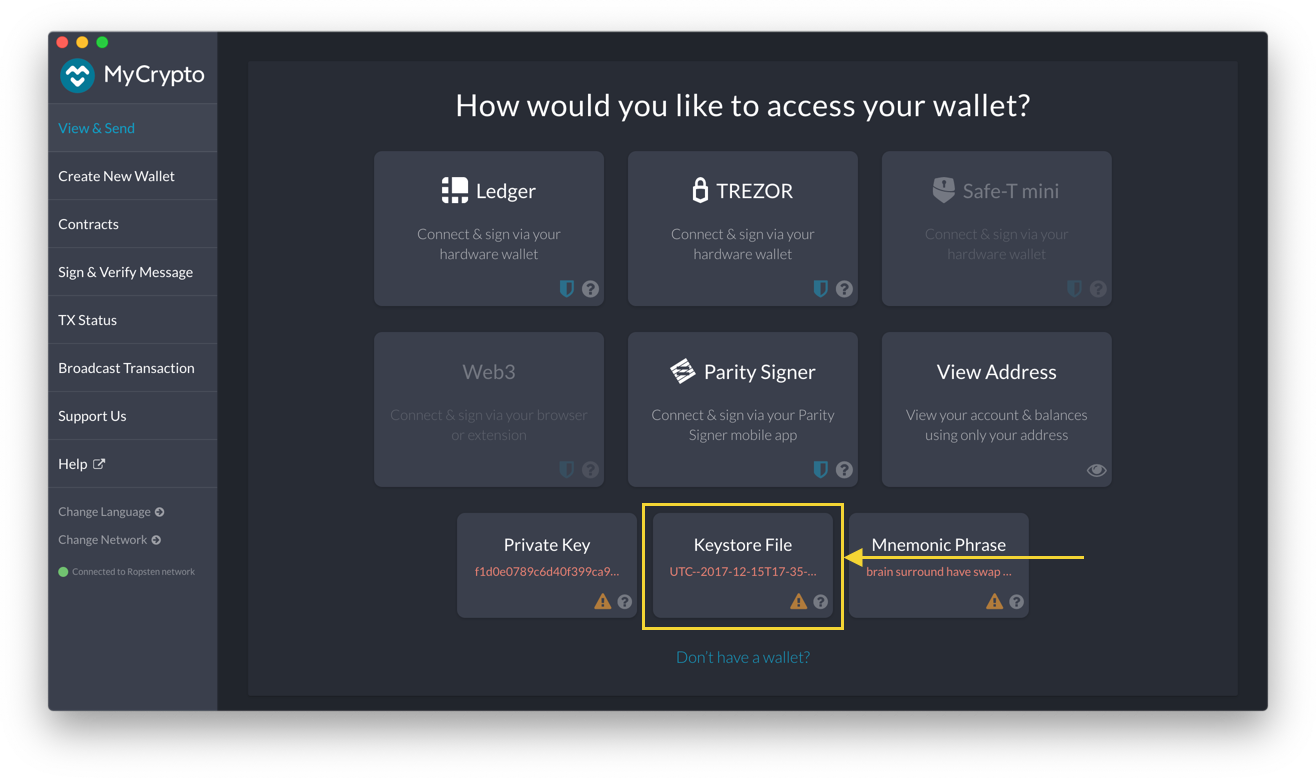 MyCrypto
View & Send
Create New Wallet
Contracts
Sign & Verify Message
TX Status
Broadcast Transaction
Support Us
Help
Change Language
Change Network
Connected to Ropsten network
How would you like to access your wallet?
Ledger
Connect & sign via your
hardware wallet
?
TREZOR
Connect & sign via your
hardware wallet
?
Safe-T mini
Connect & sign via your
hardware wallet
?
Web3
Connect & sign via your browser
or extension
?
Parity Signer
Connect & sign via your Parity
Signer mobile app
?
View Address
View your account & balances
using only your address
Private Key
f1d0e0789c6d40f399ca9...
?
Keystore File
UTC--2017-12-15T17-35-...
?
Mnemonic Phrase
brain surround have swap ...
?
Don't have a wallet?